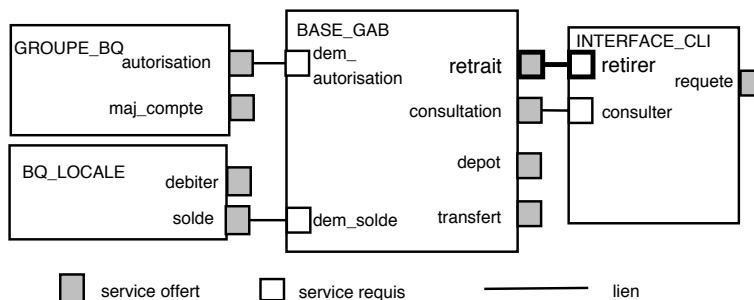 GROUPE_BQ
autorisation
maj_compte
BQ_LOCALE
debiter
solde
BASE_GAB
dem_
autorisation
retrait
consultation
depot
dem_solde
transfert
INTERFACE_CLI
retirer
requete
consulter
service offert
service requis
lien